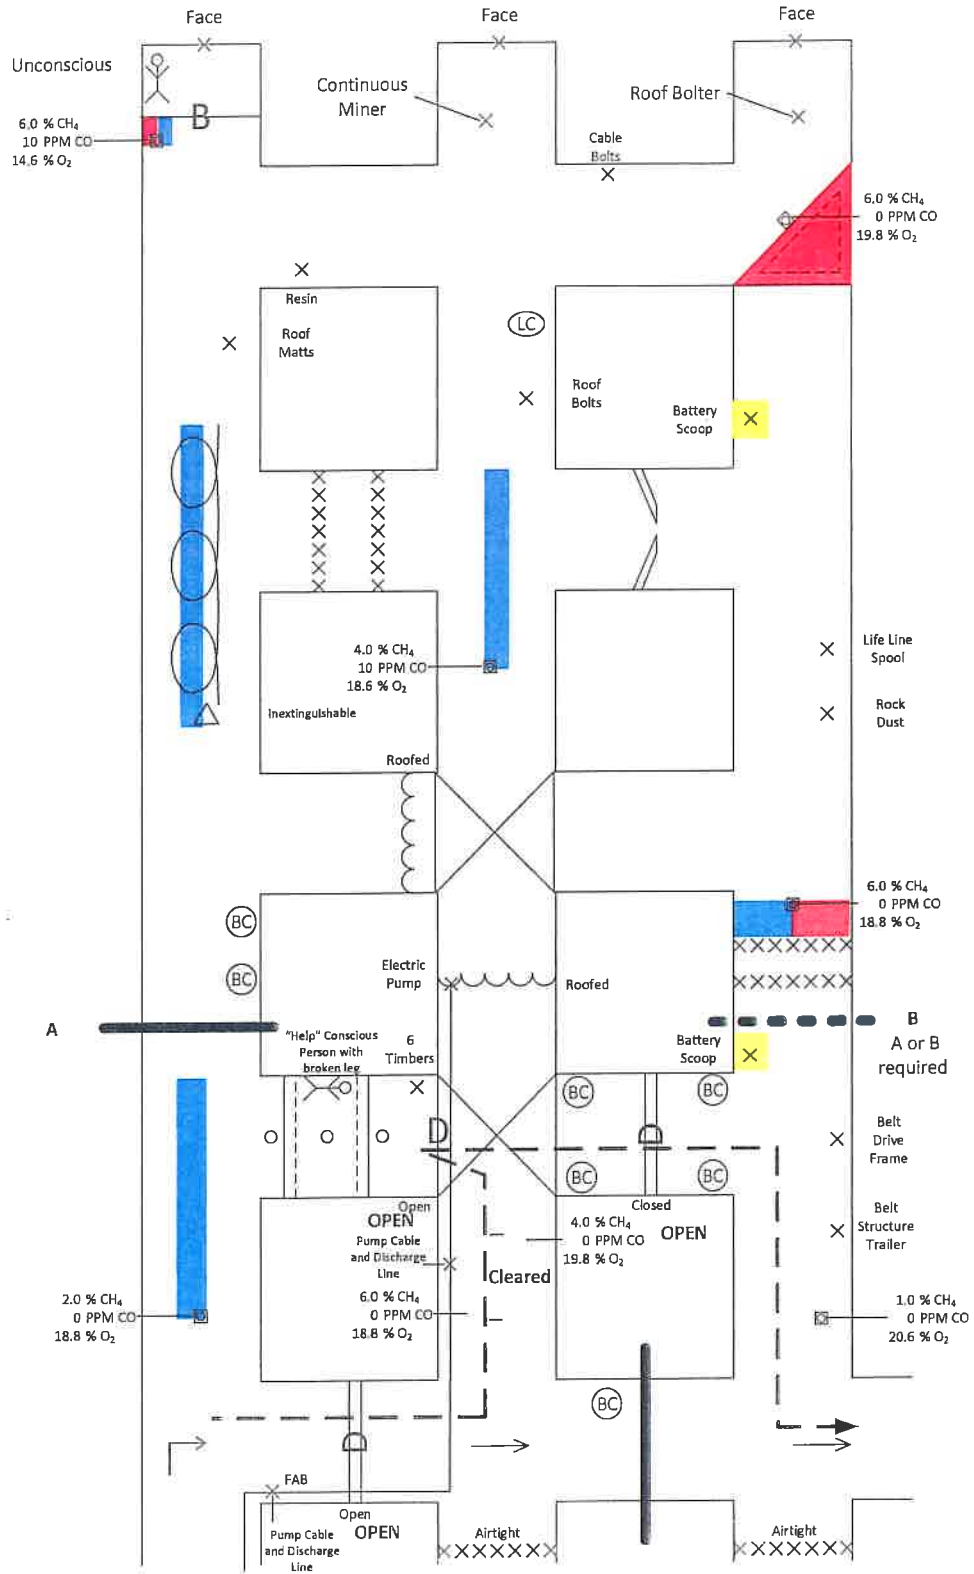 Face
Face
Face
Unconscious
Continuous
Miner
Roof Bolter
B
6.0 % CH₄
10 PPM CO
14.6 % O₂
Cable
Bolts
6.0 % CH₄
0 PPM CO
19.8 % O₂
Resin
Roof
Matts
LC
Roof
Bolts
Battery
Scoop
4.0 % CH₄
10 PPM CO
18.6 % O₂
Life Line
Spool
Rock
Dust
Inextinguishable
Roofed
6.0 % CH₄
0 PPM CO
18.8 % O₂
BC
BC
Electric
Pump
Roofed
A
B
A or B
required
"Help" Conscious
Person with
broken leg
6
Timbers
Battery
Scoop
BC
BC
D
D
Belt
Drive
Frame
BC
BC
Open
OPEN
Closed
OPEN
Pump Cable
and Discharge
Line
4.0 % CH₄
0 PPM CO
19.8 % O₂
Belt
Structure
Trailer
Cleared
2.0 % CH₄
0 PPM CO
18.8 % O₂
6.0 % CH₄
0 PPM CO
18.8 % O₂
1.0 % CH₄
0 PPM CO
20.6 % O₂
BC
D
FAB
Open
OPEN
Pump Cable
and Discharge
Line
Airtight
Airtight